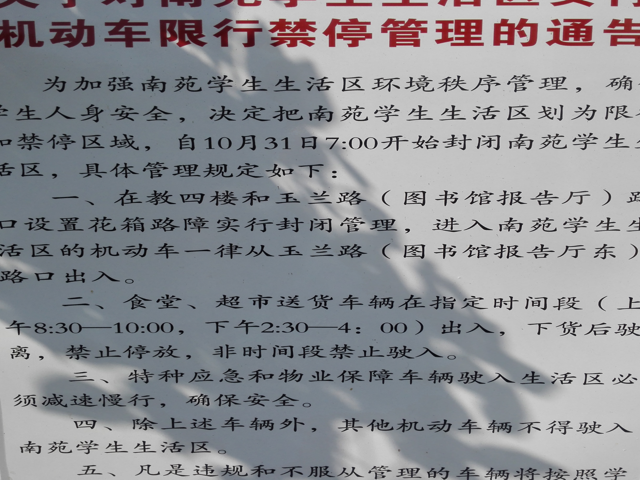 关于对南苑学生生活区实行
机动车限行禁停管理的通告
为加强南苑学生生活区环境秩序管理，确
学生人身安全，决定把南苑学生生活区划为限
和禁停区域，自10月31日7:00开始封闭南苑学生生
活区，具体管理规定如下：
一、在教四楼和玉兰路（图书馆报告厅）路
口设置花箱路障实行封闭管理，进入南苑学生生
活区的机动车一律从玉兰路（图书馆报告厅东）
路口出入。
二、食堂、超市送货车辆在指定时间段（上
午8:30—10:00，下午2:30—4：00）出入，下货后驶
离，禁止停放，非时间段禁止驶入。
三、特种应急和物业保障车辆驶入生活区必
须减速慢行，确保安全。
四、除上述车辆外，其他机动车辆不得驶入
南苑学生生活区。
五、凡是违规和不服从管理的车辆将按照学